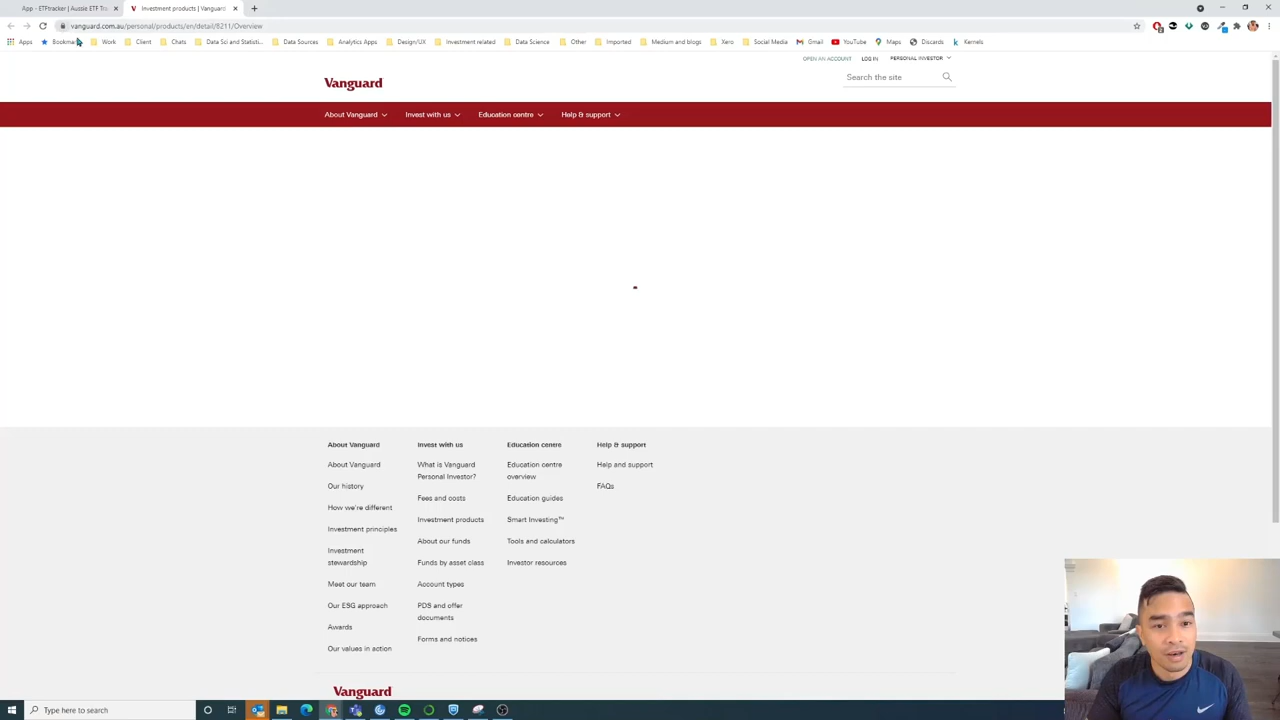 App - ETFtracker | Aussie ETF Tra
Investment products | Vanguard
vanguard.com.au/personal/products/en/detail/8211/Overview
Apps
Bookmar
Work
Client
Chats
Data Sci and Statisti...
Data Sources
Analytics Apps
Design/UX
Investment related
Data Science
Other
Imported
Medium and blogs
Xero
Social Media
Gmail
YouTube
Maps
Discards
Kernels
OPEN AN ACCOUNT
LOG IN
PERSONAL INVESTOR
Vanguard
Search the site
About Vanguard
Invest with us
Education centre
Help & support
About Vanguard
About Vanguard
Our history
How we're different
Investment principles
Investment
stewardship
Meet our team
Our ESG approach
Awards
Our values in action
Invest with us
What is Vanguard
Personal Investor?
Fees and costs
Investment products
About our funds
Funds by asset class
Account types
PDS and offer
documents
Forms and notices
Education centre
Education centre
overview
Education guides
Smart Investing™
Tools and calculators
Investor resources
Help & support
Help and support
FAQs
Vanguard
Type here to search